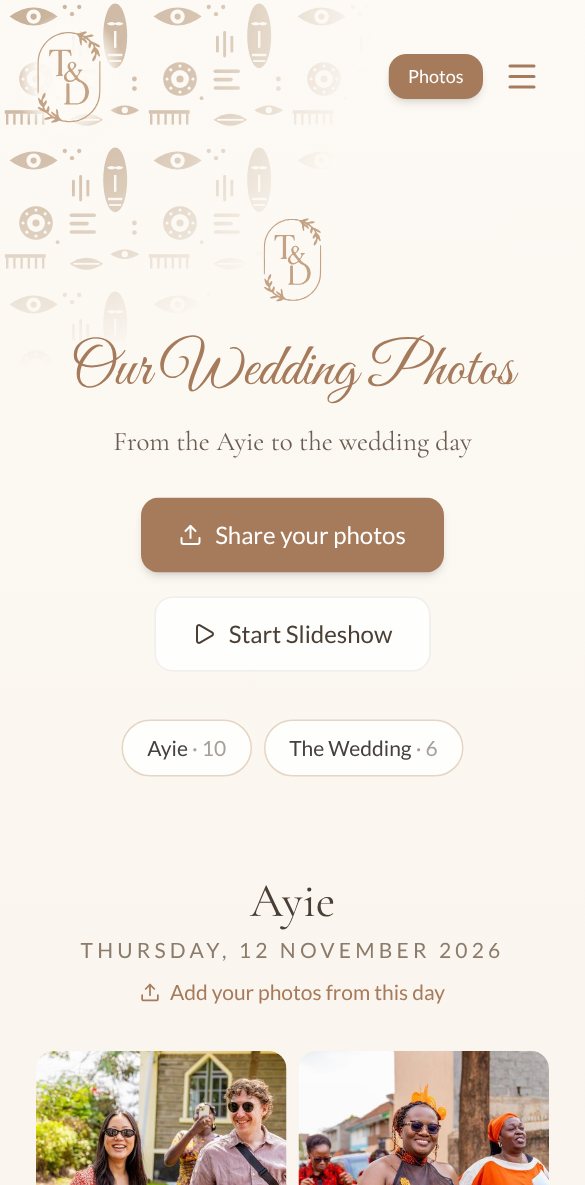 T&D
Photos
T&D
Our Wedding Photos
From the Ayie to the wedding day
Share your photos
Start Slideshow
Ayie · 10
The Wedding · 6
Ayie
THURSDAY, 12 NOVEMBER 2026
Add your photos from this day